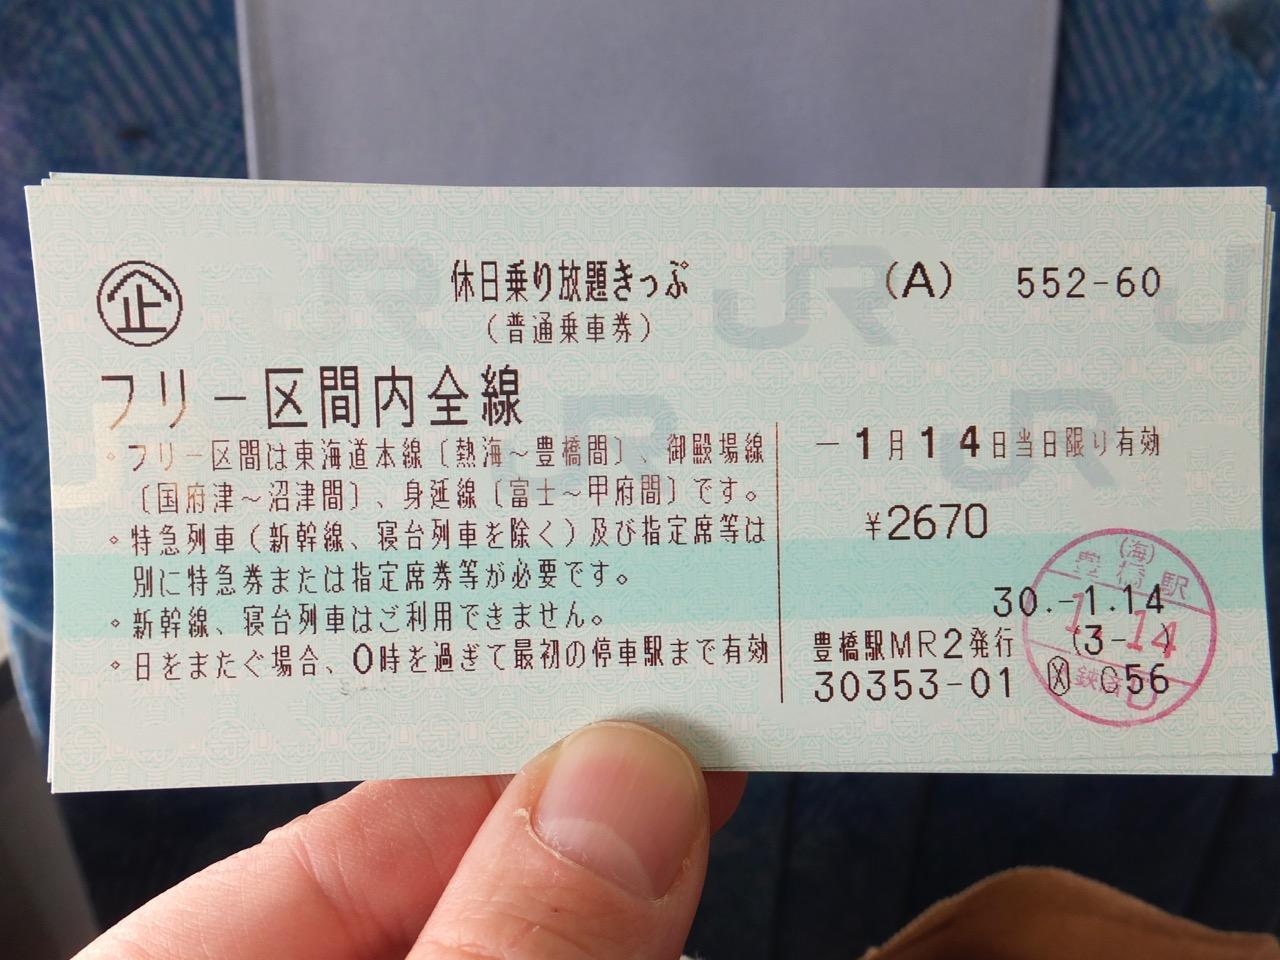 企 休日乗り放題きっぷ (A) 552-60
(普通乗車券)
フリー区間内全線
・フリー区間は東海道本線〔熱海～豊橋間〕、御殿場線
〔国府津～沼津間〕、身延線〔富士～甲府間〕です。
・特急列車(新幹線、寝台列車を除く)及び指定席等は
別に特急券または指定席券等が必要です。
・新幹線、寝台列車はご利用できません。
・日をまたぐ場合、0時を過ぎて最初の停車駅まで有効
-1月14日当日限り有効
¥2670
30.-1.14
豊橋駅MR2発行 (3-)
30353-01 C56
(海)
豊橋駅
1.14
JR JR JR JR